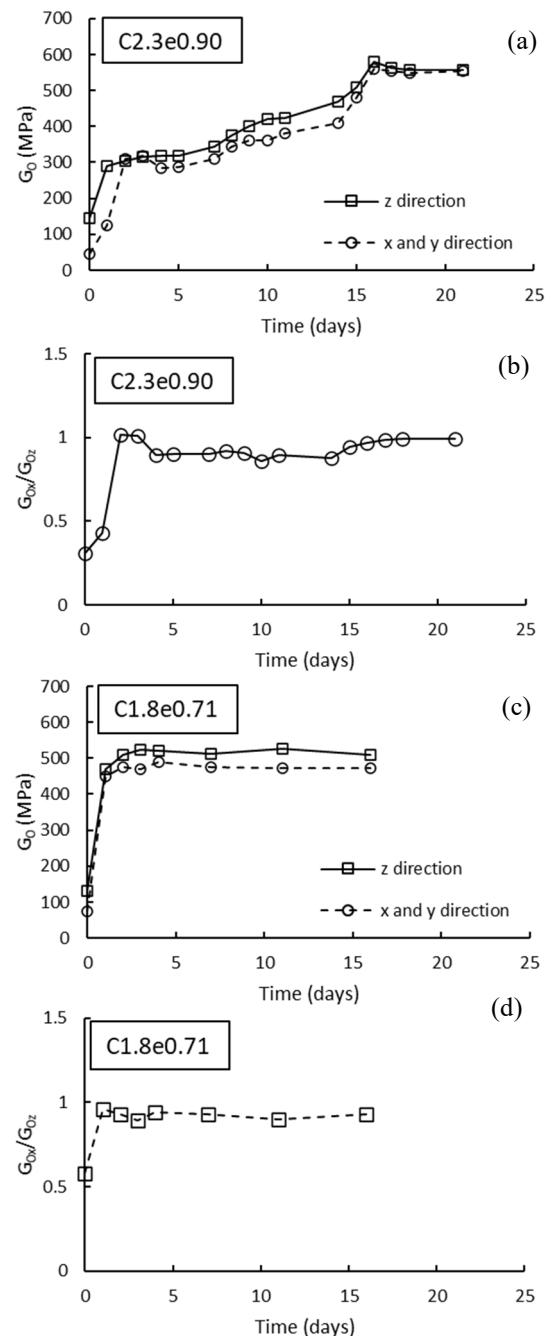 (a)
C2.3e0.90
700
600
500
400
300
200
100
0
G0 (MPa)
z direction
x and y direction
0 5 10 15 20 25
Time (days)
(b)
C2.3e0.90
1.5
1
0.5
0
G0x/G0z
0 5 10 15 20 25
Time (days)
(c)
C1.8e0.71
700
600
500
400
300
200
100
0
G0 (MPa)
z direction
x and y direction
0 5 10 15 20 25
Time (days)
(d)
C1.8e0.71
1.5
1
0.5
0
G0x/G0z
0 5 10 15 20 25
Time (days)